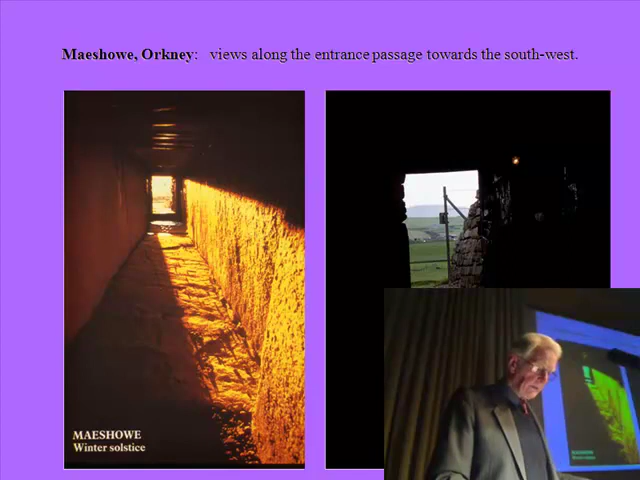 Maeshowe, Orkney: views along the entrance passage towards the south-west.
MAESHOWE
Winter solstice